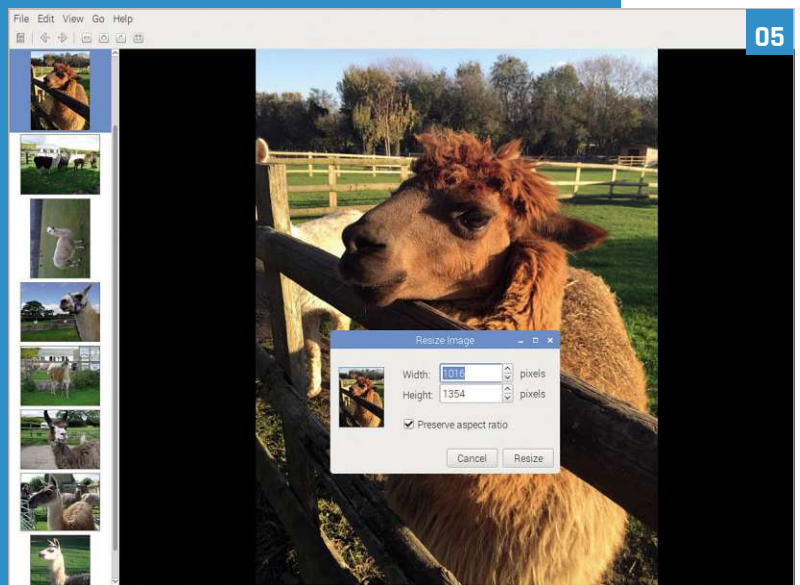 05
File Edit View Go Help
Resize Image
Width: 1016 pixels
Height: 1354 pixels
Preserve aspect ratio
Cancel Resize